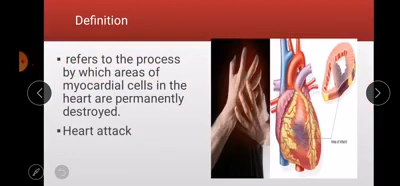 Definition
▪ refers to the process
by which areas of
myocardial cells in the
heart are permanently
destroyed.
▪Heart attack